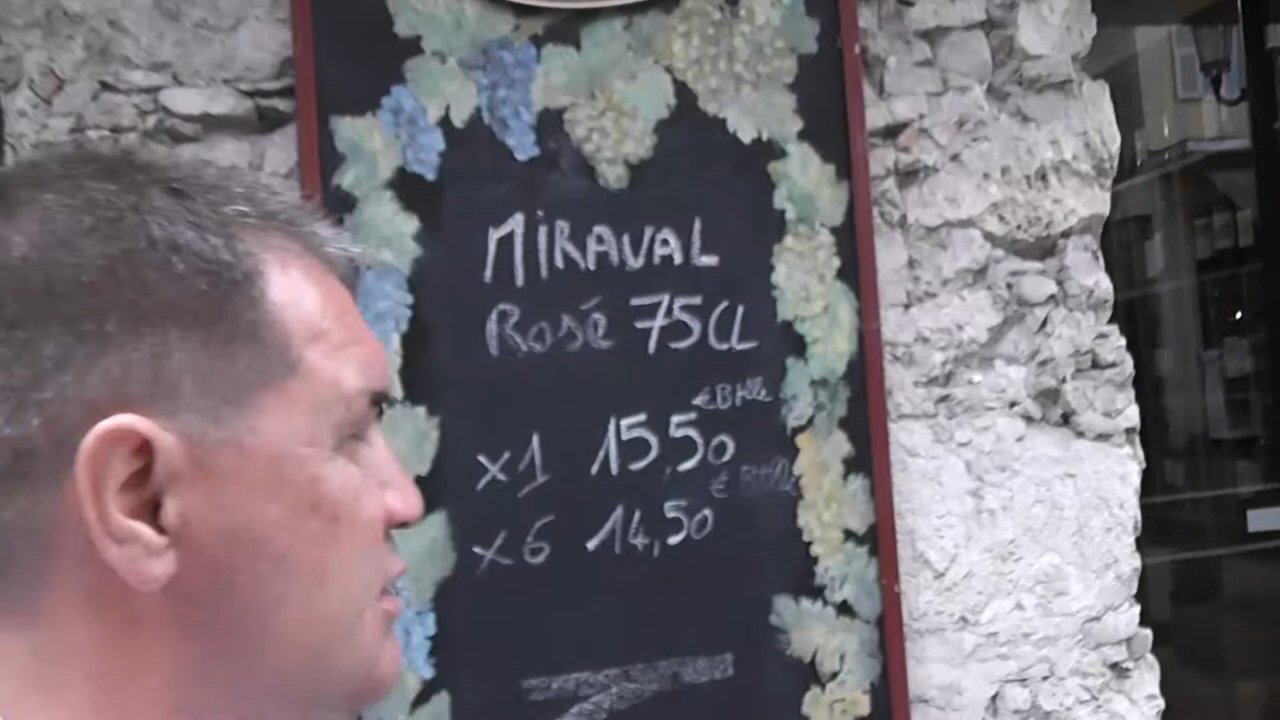 MiRAVAL
Rosé 75CL
€Btlle
x1 15,50
€ Btlle
x6 14,50